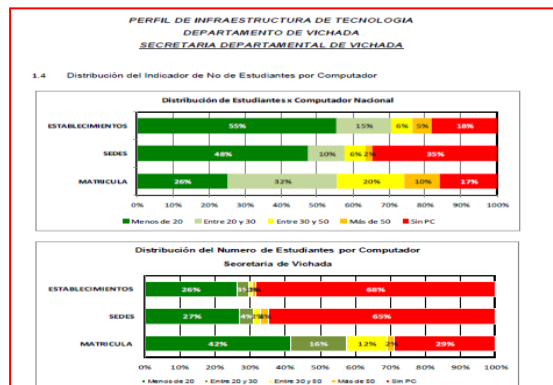 PERFIL DE INFRAESTRUCTURA DE TECNOLOGIA
DEPARTAMENTO DE VICHADA
SECRETARIA DEPARTAMENTAL DE VICHADA
1.4 Distribución del Indicador de No de Estudiantes por Computador
Distribución de Estudiantes x Computador Nacional
ESTABLECIMIENTOS 55% 15% 6% 5% 18%
SEDES 48% 10% 6% 2% 35%
MATRICULA 26% 32% 20% 10% 17%
0% 10% 20% 30% 40% 50% 60% 70% 80% 90% 100%
Menos de 20 Entre 20 y 30 Entre 30 y 50 Más de 50 Sin PC
Distribución del Numero de Estudiantes por Computador
Secretaria de Vichada
ESTABLECIMIENTOS 26% 3% 68%
SEDES 27% 4% 65%
MATRICULA 42% 16% 12% 2% 29%
0% 10% 20% 30% 40% 50% 60% 70% 80% 90% 100%
Menos de 20 Entre 20 y 30 Entre 30 y 50 Más de 50 Sin PC